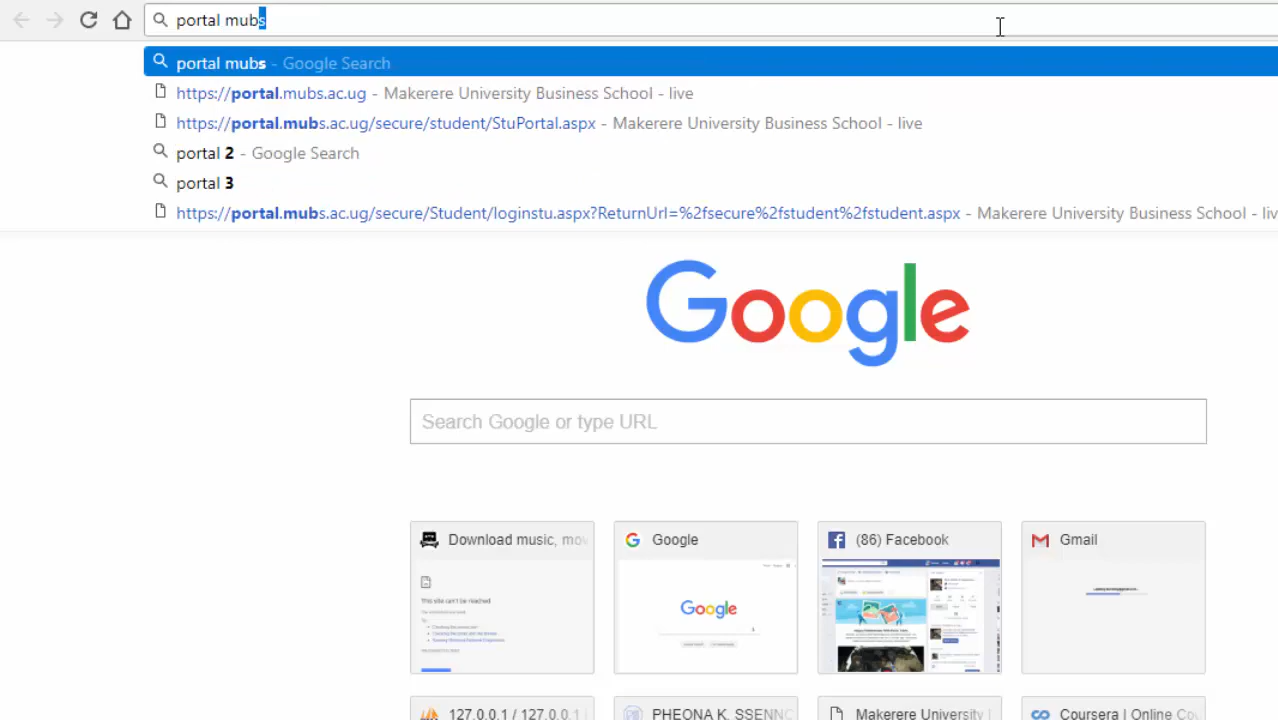 portal mubs
portal mubs - Google Search
https://portal.mubs.ac.ug - Makerere University Business School - live
https://portal.mubs.ac.ug/secure/student/StuPortal.aspx - Makerere University Business School - live
portal 2 - Google Search
portal 3
https://portal.mubs.ac.ug/secure/Student/loginstu.aspx?ReturnUrl=%2fsecure%2fstudent%2fstudent.aspx - Makerere University Business School - liv
Google
Search Google or type URL
Download music, mov
Google
(86) Facebook
Gmail
This site can't be reached
Google
127.0.0.1 / 127.0.0.1 |
PHEONA K. SSENNO
Makerere University |
Coursera | Online Co